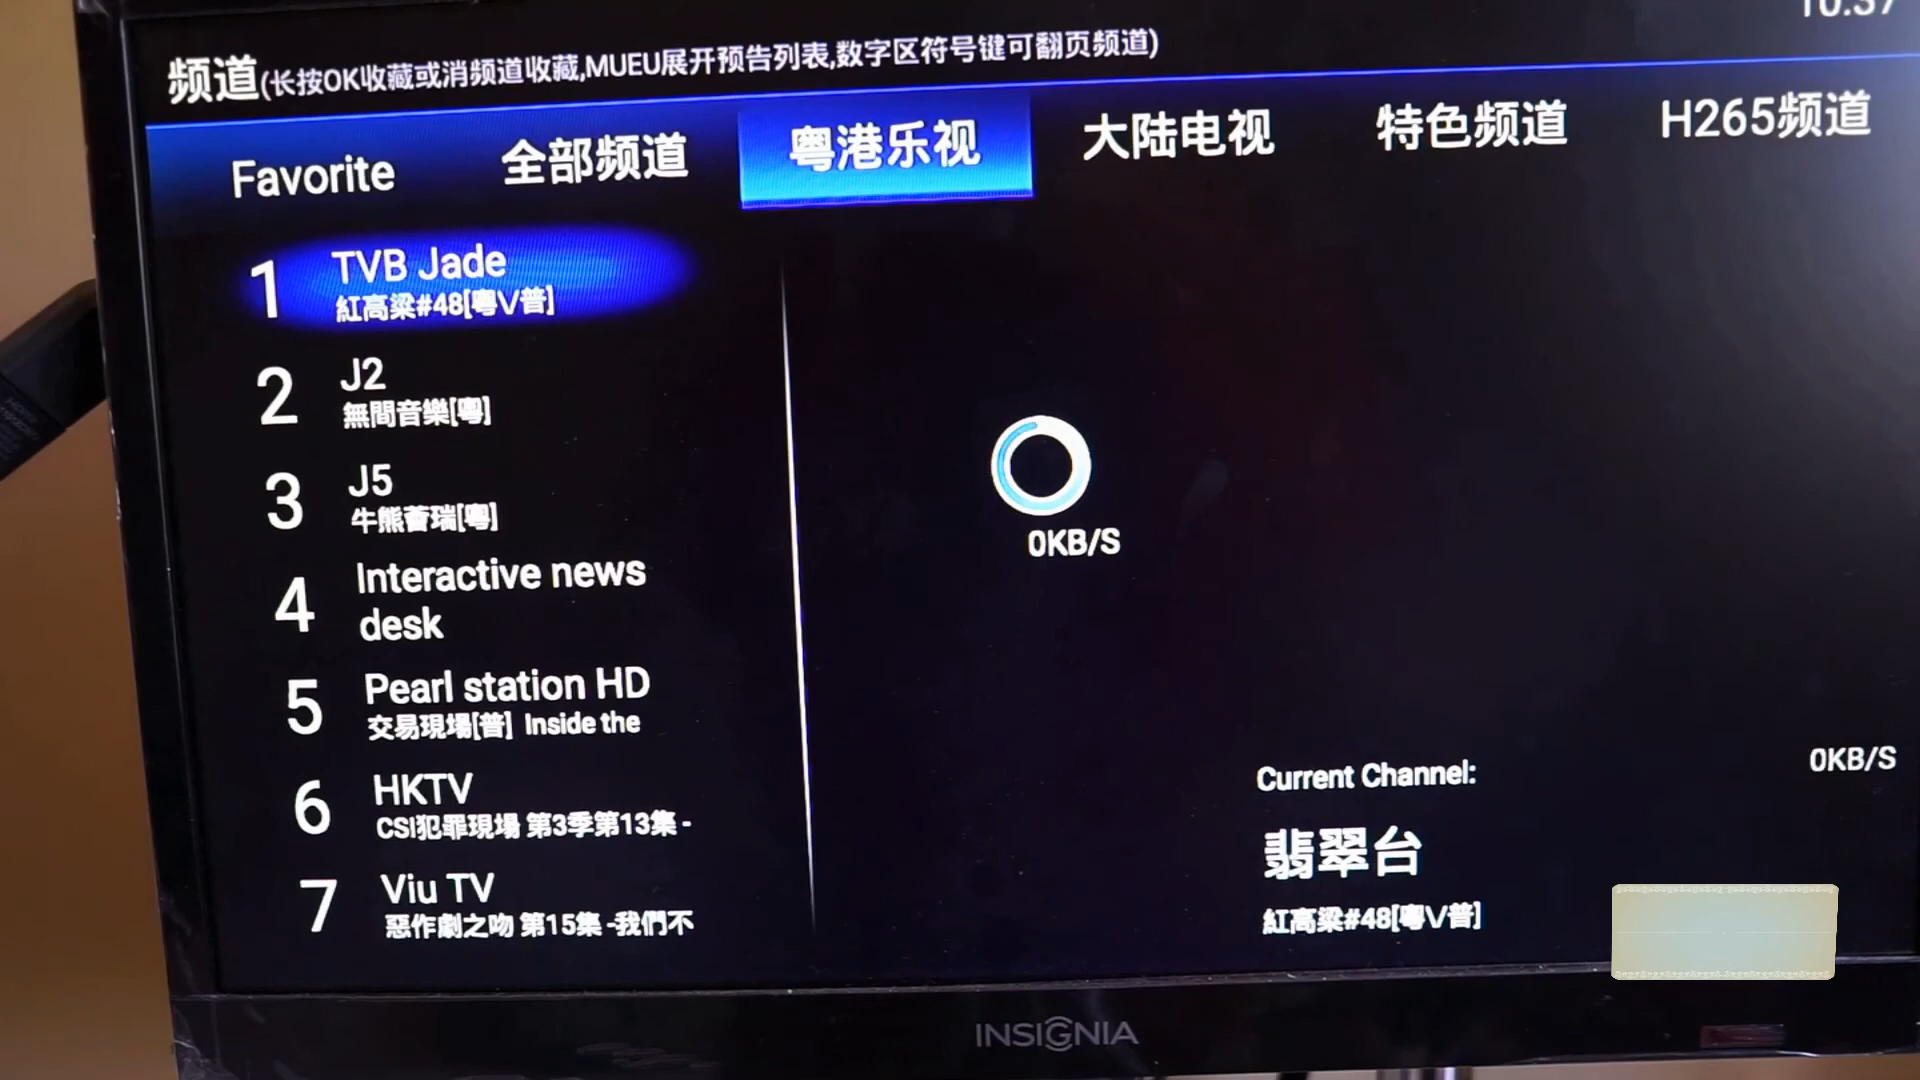 频道(长按OK收藏或消频道收藏,MUEU展开预告列表,数字区符号键可翻页频道)
Favorite 全部频道 粤港乐视 大陆电视 特色频道 H265频道
1 TVB Jade
紅高粱#48[粵\/普]
2 J2
無間音樂[粵]
3 J5
牛熊薈瑞[粵]
4 Interactive news
desk
5 Pearl station HD
交易現場[普] Inside the
6 HKTV
CSI犯罪現場 第3季第13集 -
7 Viu TV
惡作劇之吻 第15集 -我們不
0KB/S
Current Channel:
0KB/S
翡翠台
紅高粱#48[粵\/普]
INSIGNIA